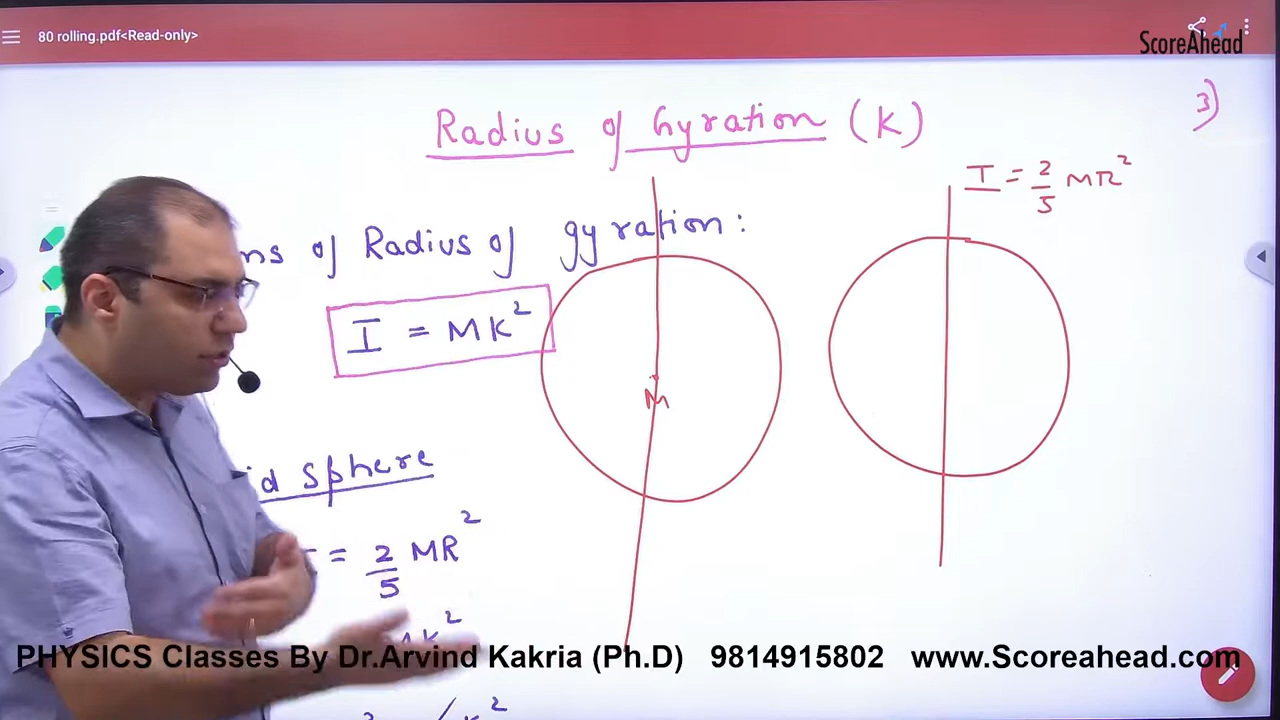 80 rolling.pdf<Read-only>
ScoreAhead
3)
Radius of Gyration (K)
I = 2/5 MR²
of Radius of gyration :
I = MK²
M
Sphere
= 2/5 MR²
PHYSICS Classes By Dr.Arvind Kakria (Ph.D) 9814915802 www.Scoreahead.com